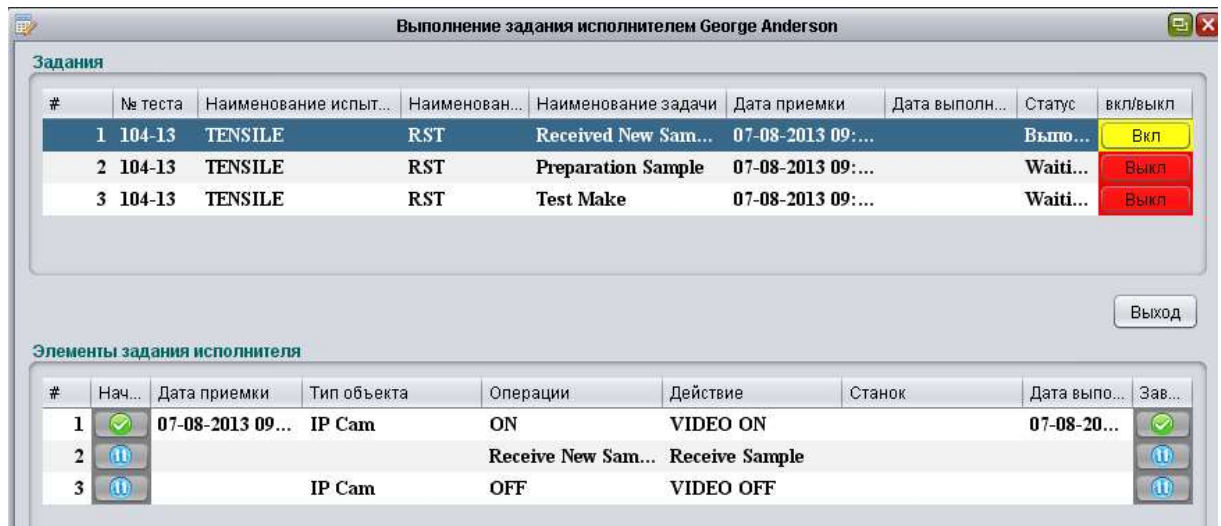 Выполнение задания исполнителем George Anderson
Задания
# № теста Наименование испыт... Наименован... Наименование задачи Дата приемки Дата выполн... Статус вкл/выкл
1 104-13 TENSILE RST Received New Sam... 07-08-2013 09:... Выпо... Вкл
2 104-13 TENSILE RST Preparation Sample 07-08-2013 09:... Waiti... Выкл
3 104-13 TENSILE RST Test Make 07-08-2013 09:... Waiti... Выкл
Выход
Элементы задания исполнителя
# Нач... Дата приемки Тип объекта Операции Действие Станок Дата выпо... Зав...
1 07-08-2013 09... IP Cam ON VIDEO ON 07-08-20...
2 Receive New Sam... Receive Sample
3 IP Cam OFF VIDEO OFF